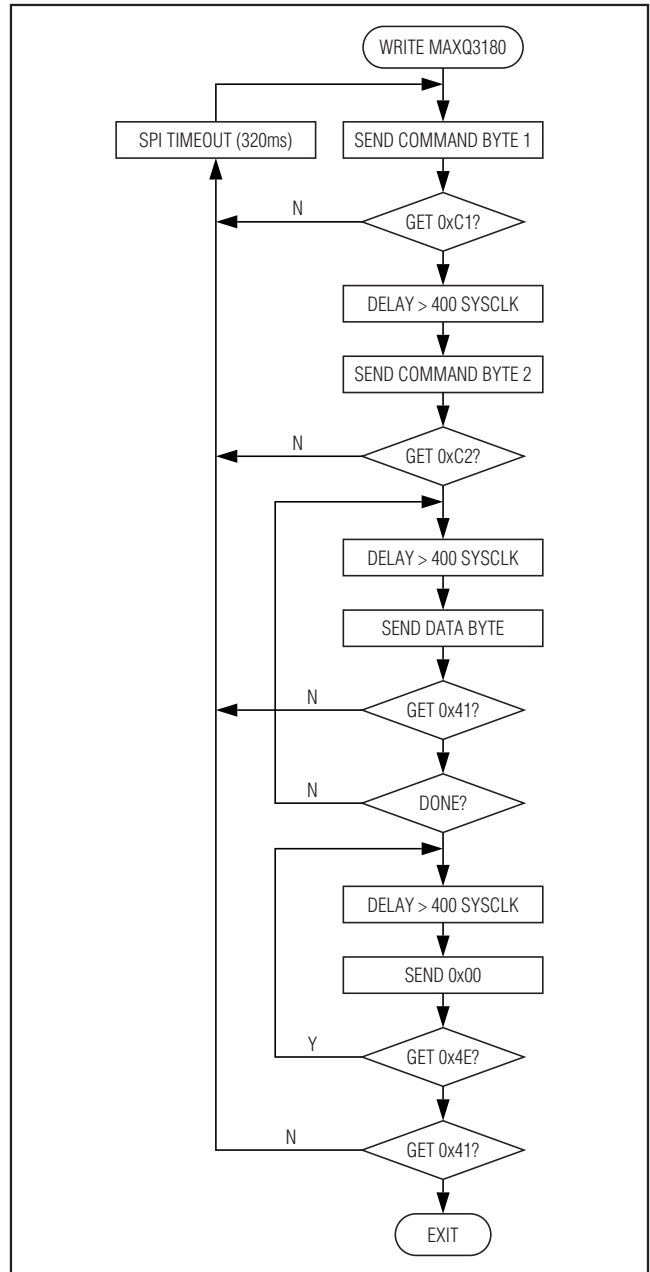 WRITE MAXQ3180
SPI TIMEOUT (320ms)
SEND COMMAND BYTE 1
N
GET 0xC1?
DELAY > 400 SYSCLK
SEND COMMAND BYTE 2
N
GET 0xC2?
DELAY > 400 SYSCLK
SEND DATA BYTE
N
GET 0x41?
N
DONE?
DELAY > 400 SYSCLK
SEND 0x00
Y
GET 0x4E?
N
GET 0x41?
EXIT